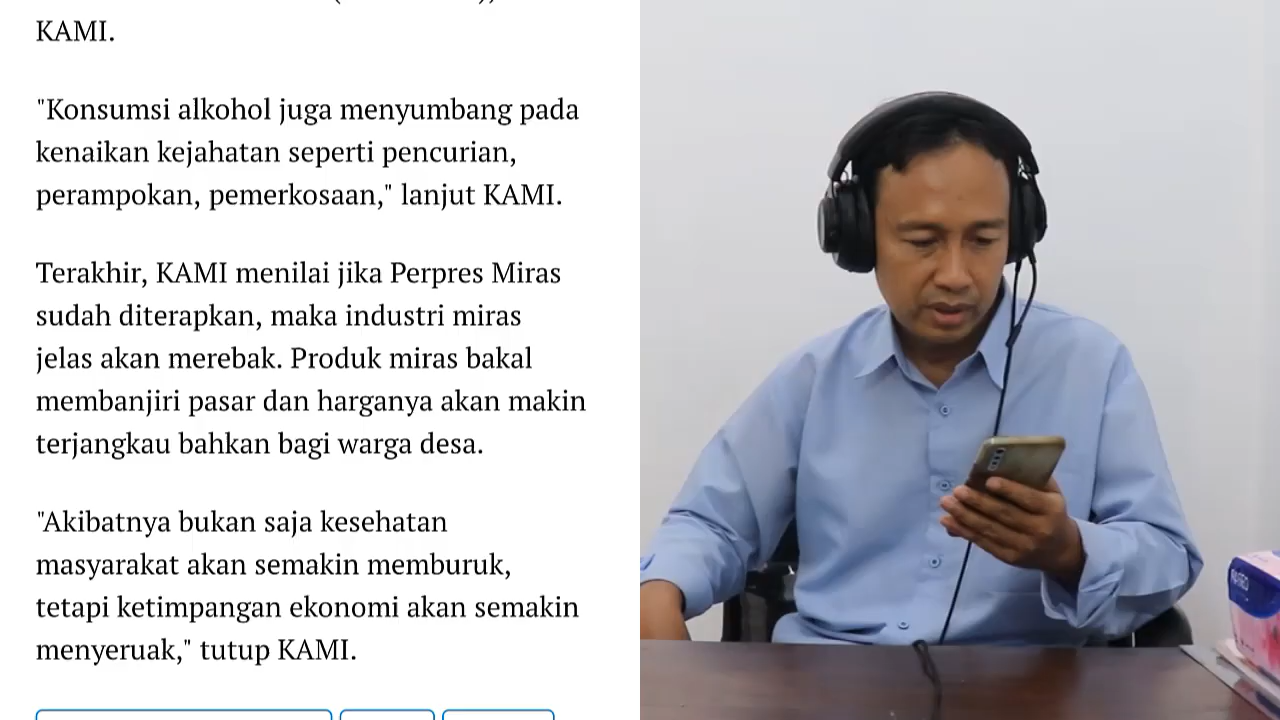 KAMI.
"Konsumsi alkohol juga menyumbang pada
kenaikan kejahatan seperti pencurian,
perampokan, pemerkosaan," lanjut KAMI.
Terakhir, KAMI menilai jika Perpres Miras
sudah diterapkan, maka industri miras
jelas akan merebak. Produk miras bakal
membanjiri pasar dan harganya akan makin
terjangkau bahkan bagi warga desa.
"Akibatnya bukan saja kesehatan
masyarakat akan semakin memburuk,
tetapi ketimpangan ekonomi akan semakin
menyeruak," tutup KAMI.